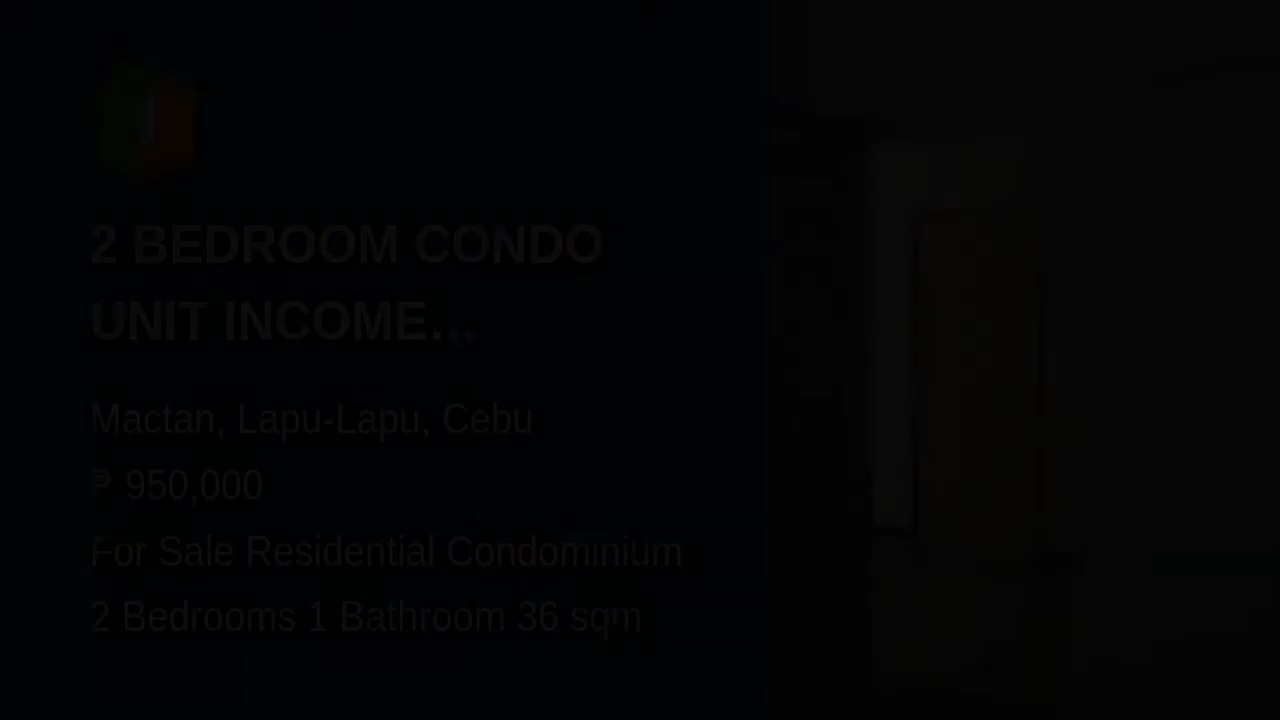 2 BEDROOM CONDO
UNIT INCOME...
Mactan, Lapu-Lapu, Cebu
₱ 950,000
For Sale Residential Condominium
2 Bedrooms 1 Bathroom 36 sqm